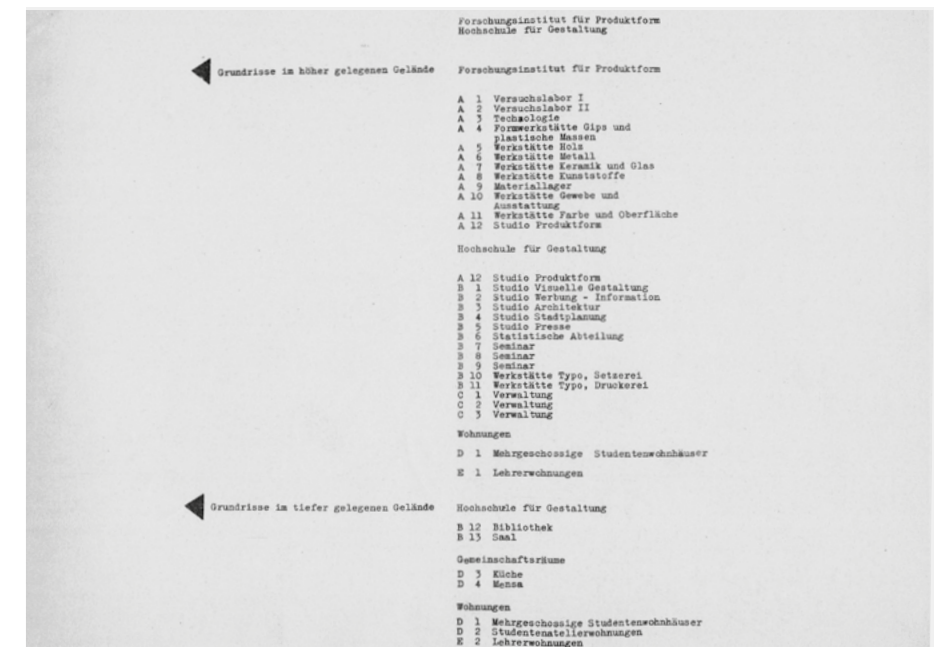 Forschungsinstitut für Produktform
Hochschule für Gestaltung
Grundrisse im höher gelegenen Gelände Forschungsinstitut für Produktform
A 1 Versuchslabor I
A 2 Versuchslabor II
A 3 Technologie
A 4 Formwerkstätte Gips und
plastische Massen
A 5 Werkstätte Holz
A 6 Werkstätte Metall
A 7 Werkstätte Keramik und Glas
A 8 Werkstätte Kunststoffe
A 9 Materiallager
A 10 Werkstätte Gewebe und
Ausstattung
A 11 Werkstätte Farbe und Oberfläche
A 12 Studio Produktform
Hochschule für Gestaltung
A 12 Studio Produktform
B 1 Studio Visuelle Gestaltung
B 2 Studio Werbung - Information
B 3 Studio Architektur
B 4 Studio Stadtplanung
B 5 Studio Presse
B 6 Statistische Abteilung
B 7 Seminar
B 8 Seminar
B 9 Seminar
B 10 Werkstätte Typo, Setzerei
B 11 Werkstätte Typo, Druckerei
C 1 Verwaltung
C 2 Verwaltung
C 3 Verwaltung
Wohnungen
D 1 Mehrgeschossige Studentenwohnhäuser
E 1 Lehrerwohnungen
Grundrisse im tiefer gelegenen Gelände Hochschule für Gestaltung
B 12 Bibliothek
B 13 Saal
Gemeinschaftsräume
D 3 Küche
D 4 Mensa
Wohnungen
D 1 Mehrgeschossige Studentenwohnhäuser
D 2 Studentenatelierwohnungen
E 2 Lehrerwohnungen